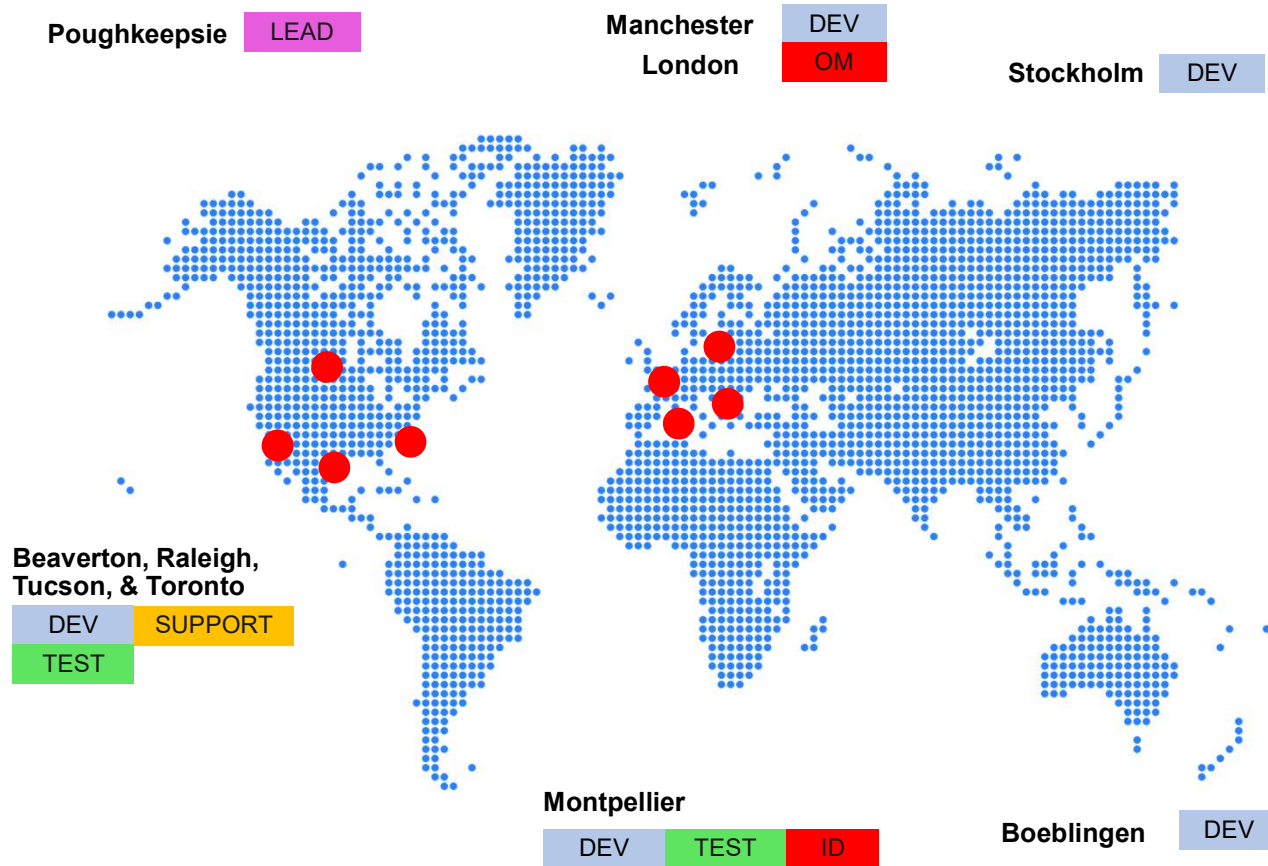 Poughkeepsie LEAD
Manchester DEV
London OM
Stockholm DEV
Beaverton, Raleigh,
Tucson, & Toronto
DEV SUPPORT
TEST
Montpellier
DEV TEST ID
Boeblingen DEV